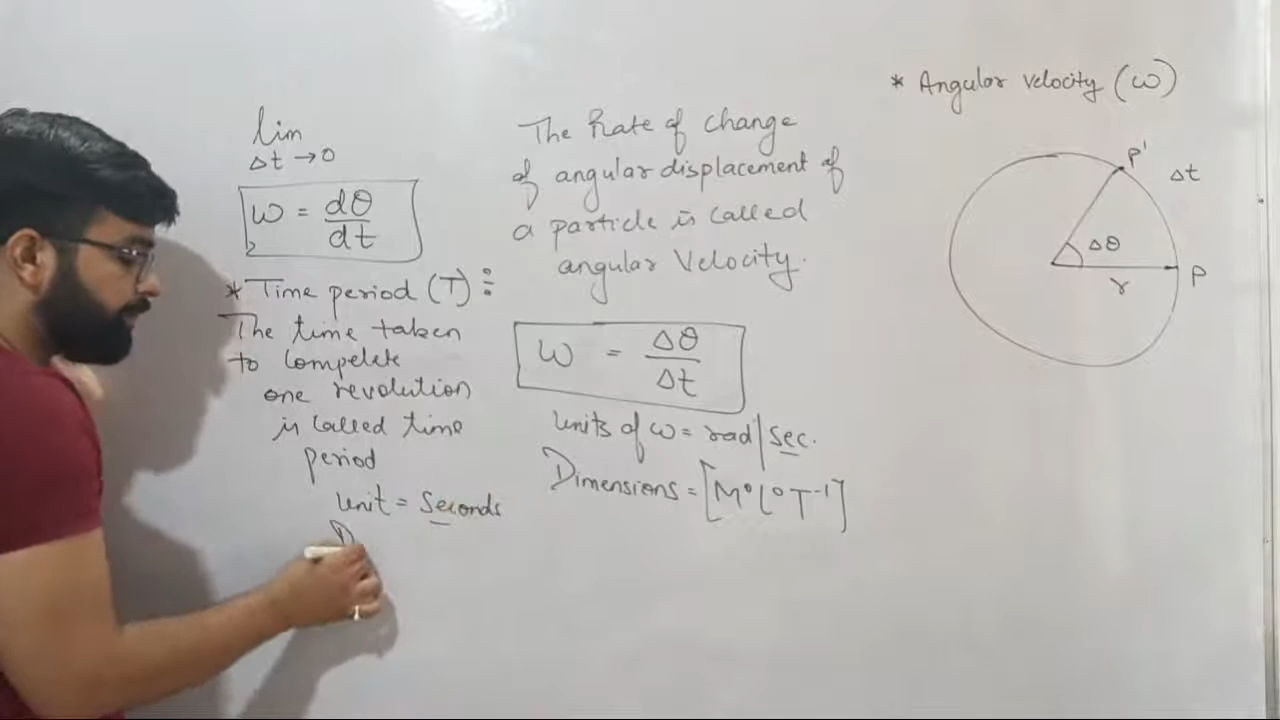 * Angular velocity (ω)
P'
Δt
Δθ
r
P
The Rate of change
of angular displacement of
a particle is called
angular Velocity.
ω = Δθ/Δt
Units of ω = rad/sec.
Dimensions = [M⁰L⁰T⁻¹]
lim
Δt → 0
ω = dθ/dt
* Time period (T) :
The time taken
to Compelete
one revolution
is called time
period
Unit = Seconds
D